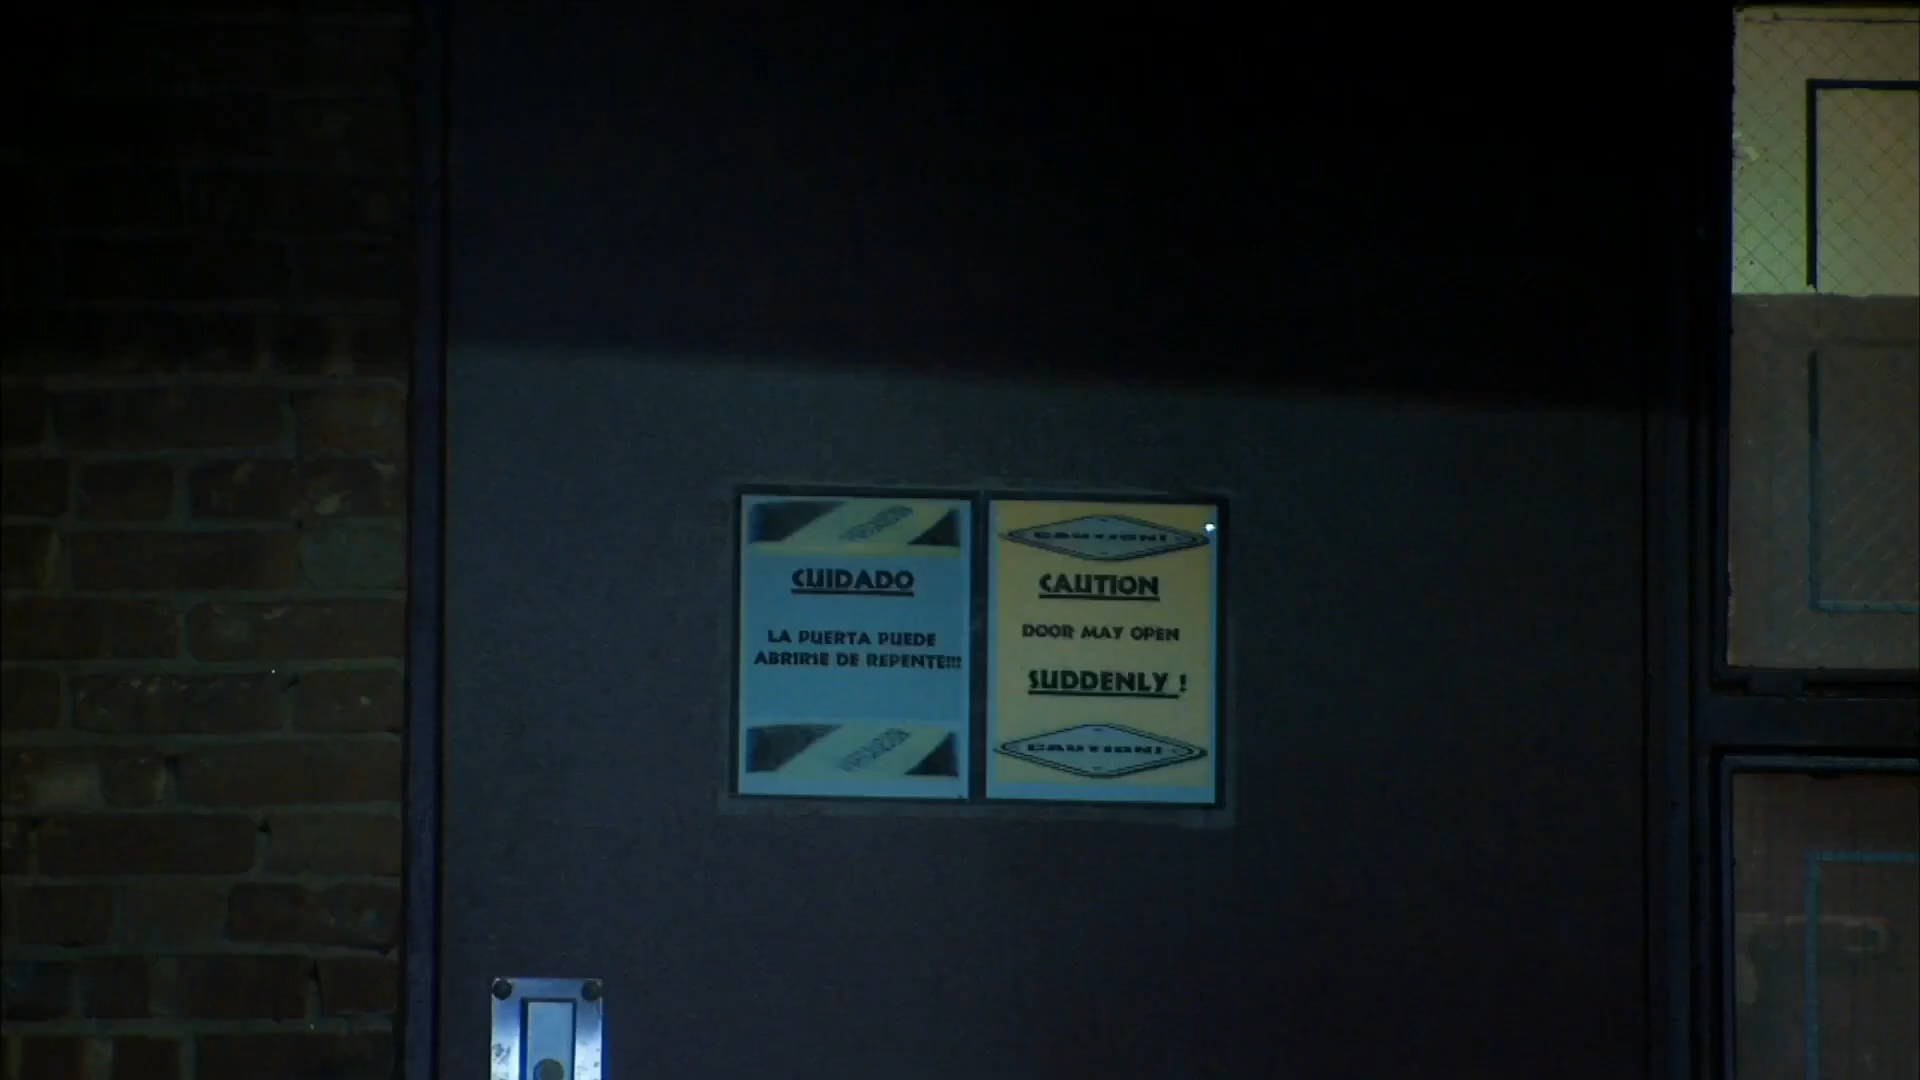 CUIDADO
LA PUERTA PUEDE
ABRIRSE DE REPENTE!!!
CAUTION!
CAUTION
DOOR MAY OPEN
SUDDENLY !
CAUTION!